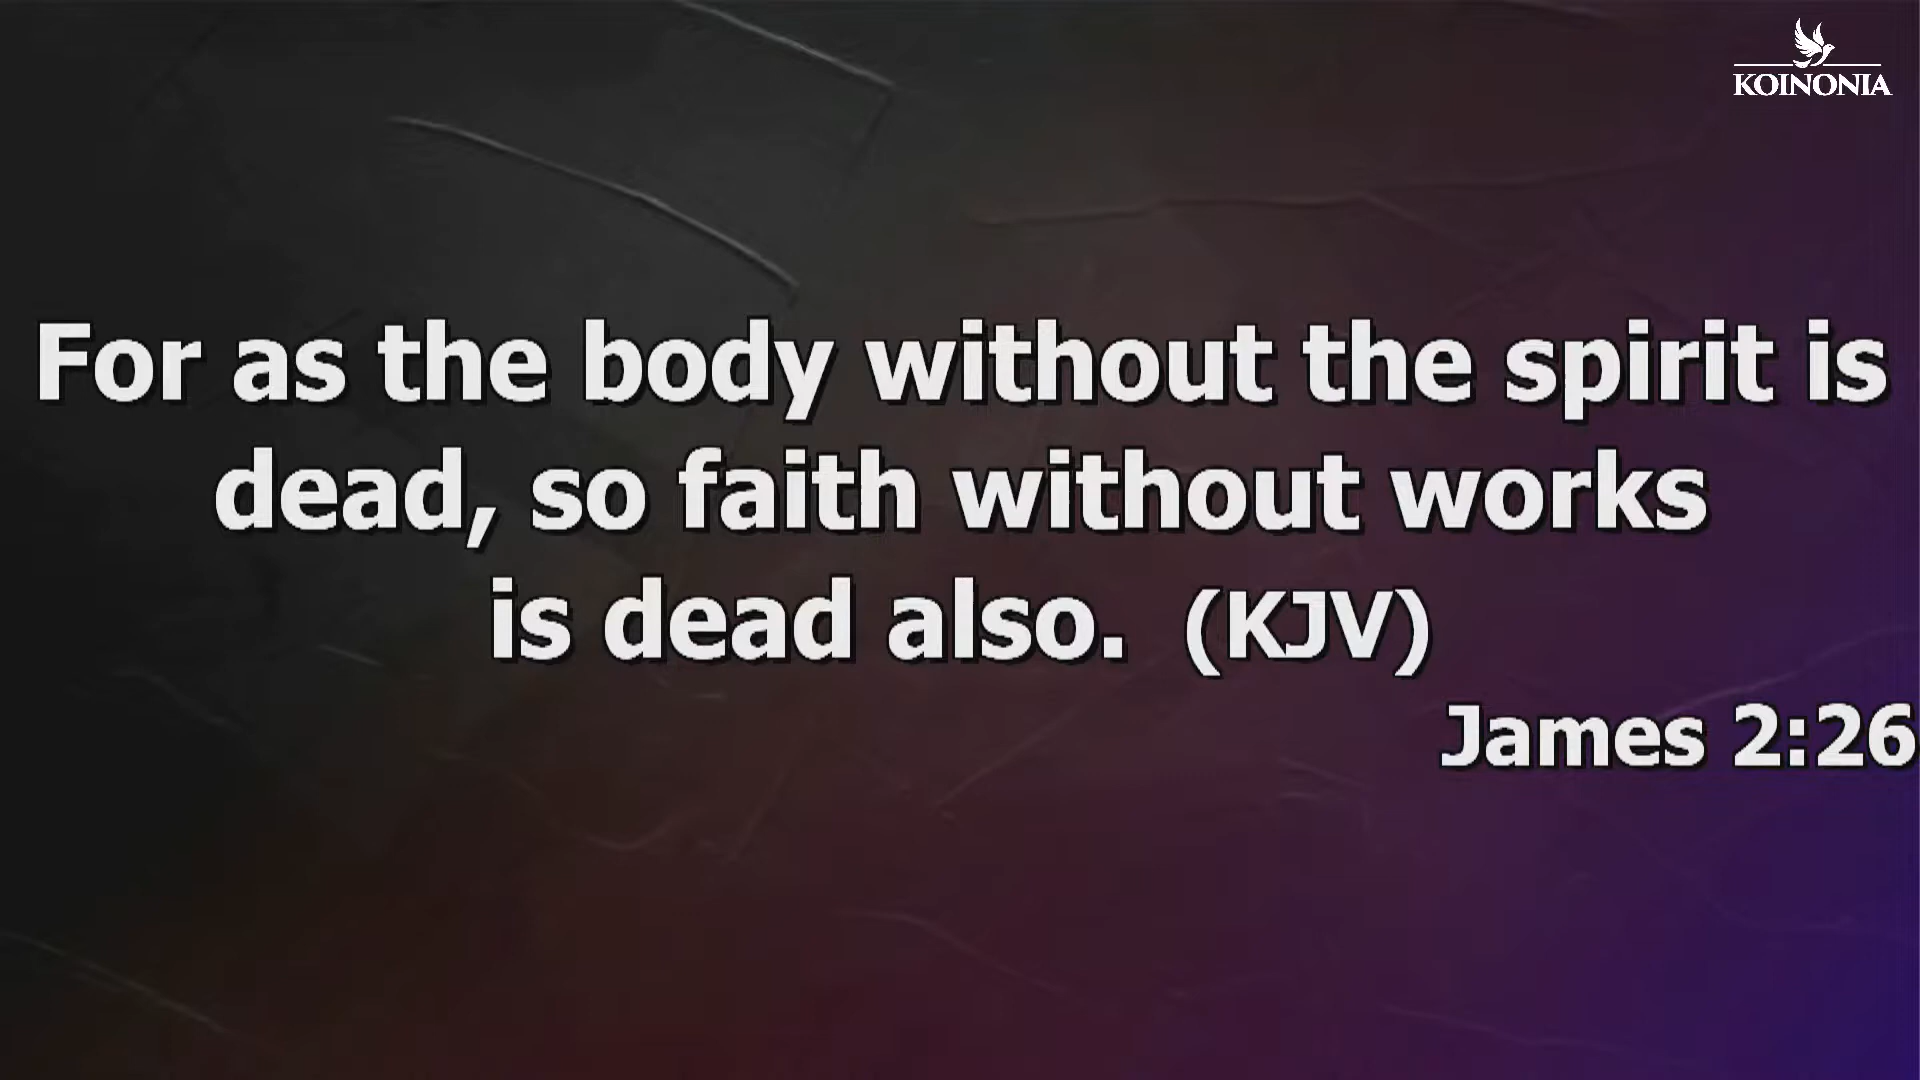 KOINONIA
For as the body without the spirit is
dead, so faith without works
is dead also. (KJV)
James 2:26